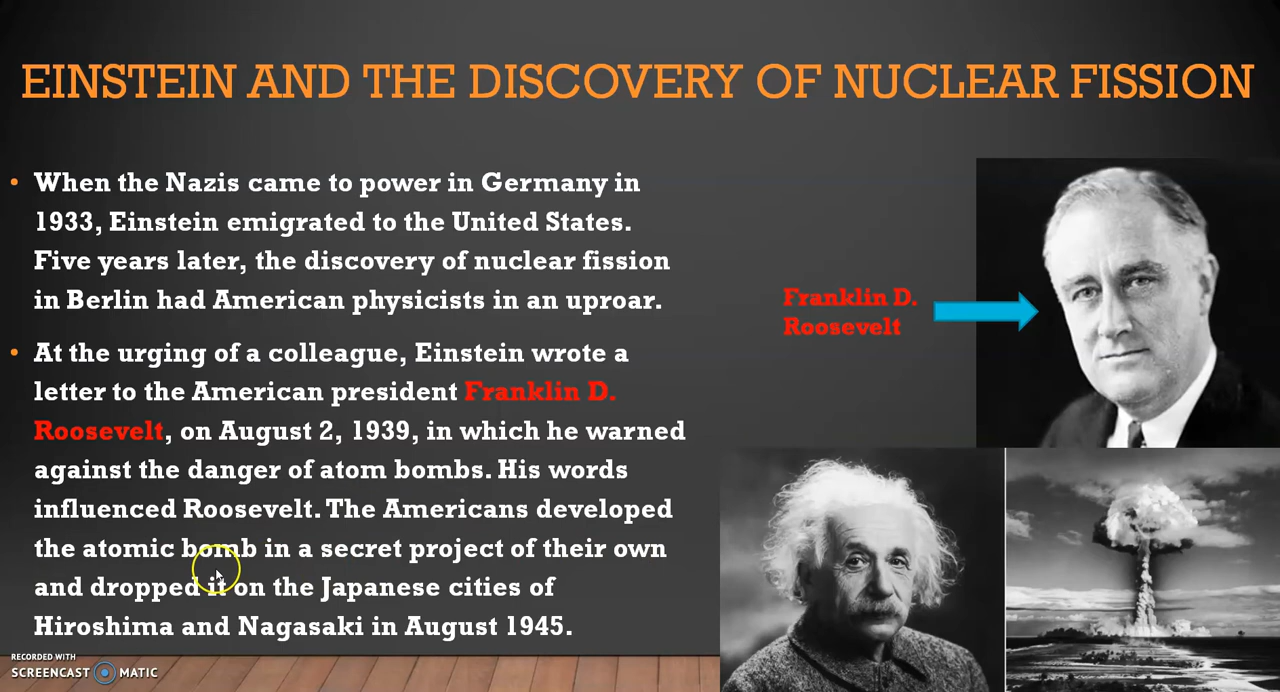 EINSTEIN AND THE DISCOVERY OF NUCLEAR FISSION
• When the Nazis came to power in Germany in
1933, Einstein emigrated to the United States.
Five years later, the discovery of nuclear fission
in Berlin had American physicists in an uproar.
• At the urging of a colleague, Einstein wrote a
letter to the American president Franklin D.
Roosevelt, on August 2, 1939, in which he warned
against the danger of atom bombs. His words
influenced Roosevelt. The Americans developed
the atomic bomb in a secret project of their own
and dropped it on the Japanese cities of
Hiroshima and Nagasaki in August 1945.
Franklin D.
Roosevelt
RECORDED WITH
SCREENCAST MATIC